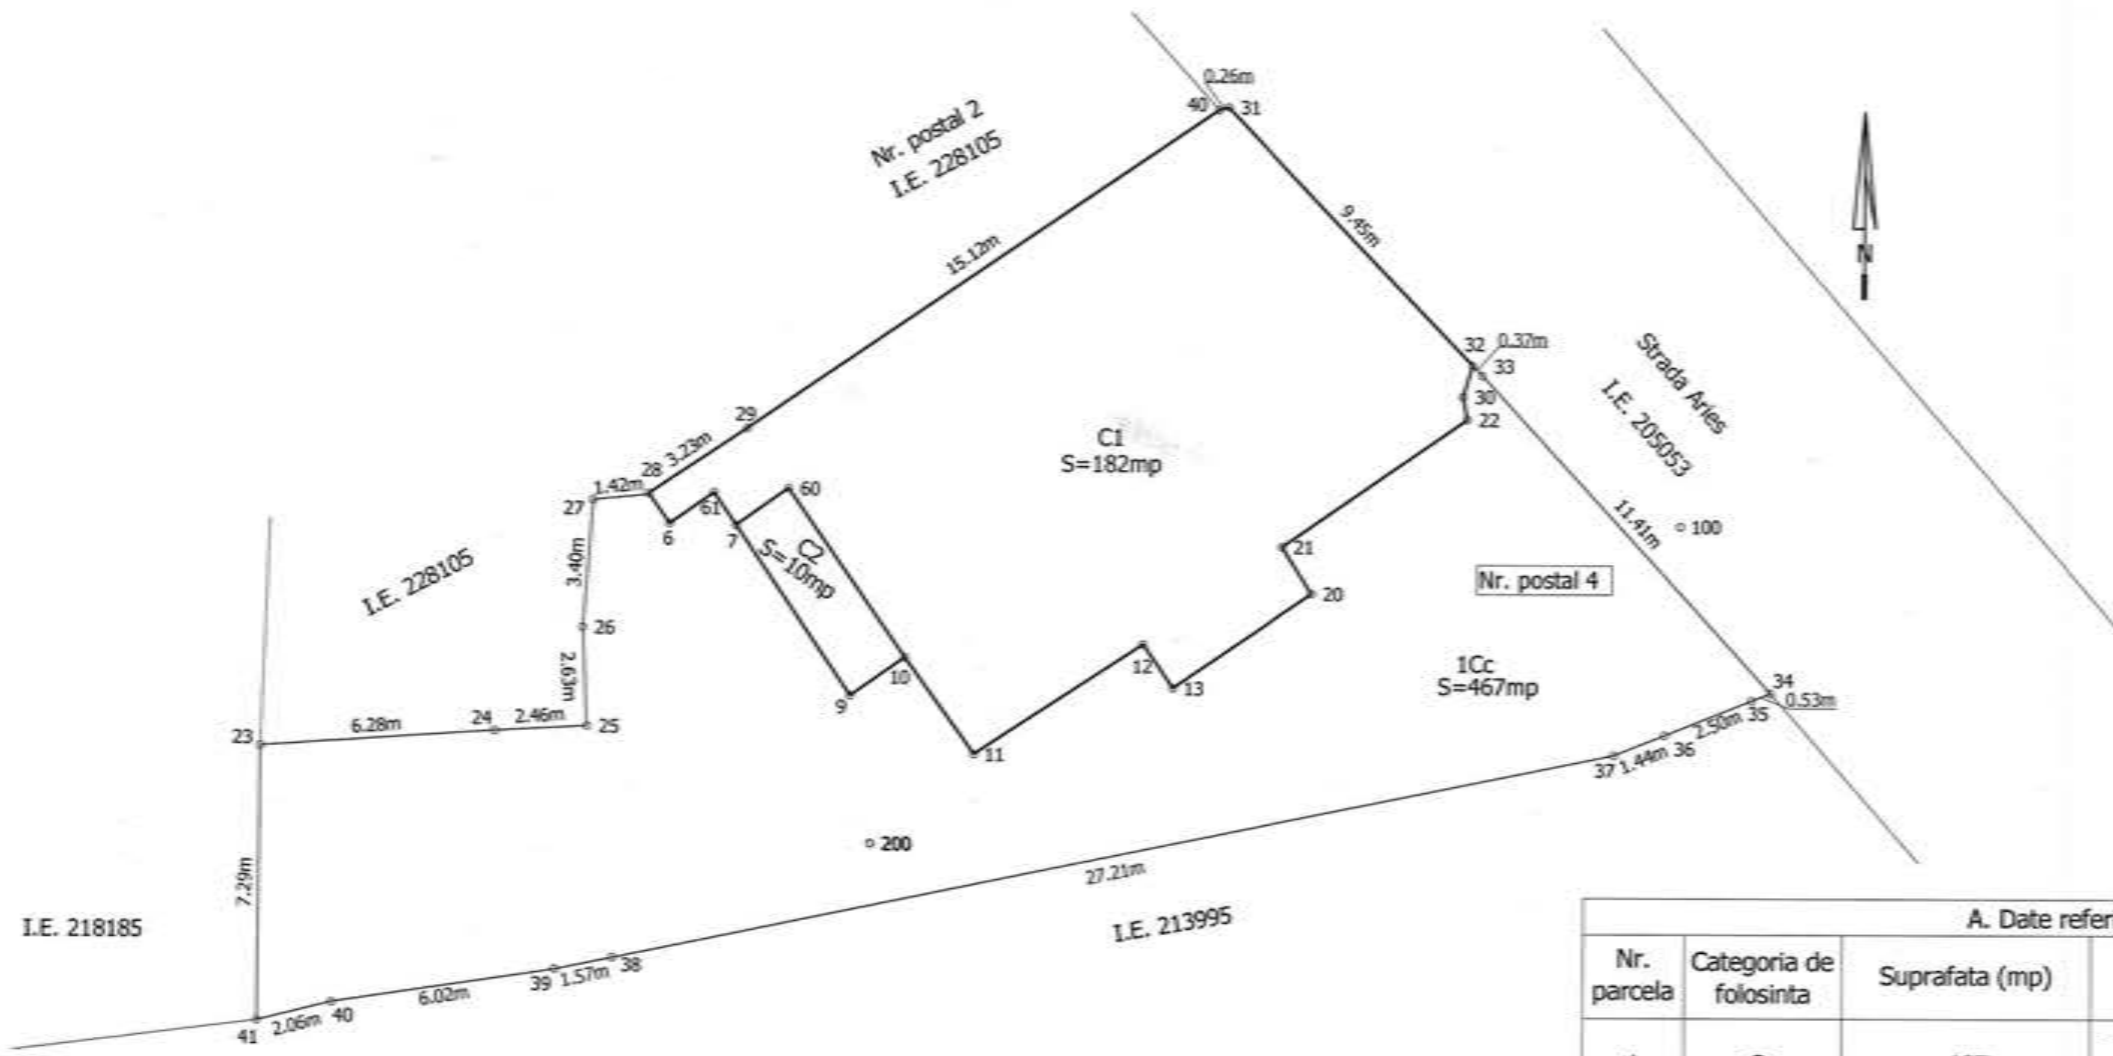 0.26m
40
31
Nr. postal 2
I.E. 228105
9.45m
15.12m
N
32
0.37m
33
30
22
Strada Aries
I.E. 205053
29
3.23m
28
1.42m
27
C1
S=182mp
60
61
6
7
C2
S=10mp
3.40m
I.E. 228105
26
2.63m
21
20
11.41m
100
Nr. postal 4
12
13
10
9
11
1Cc
S=467mp
34
0.53m
35
2.50m
36
1.44m
37
23
6.28m
24
2.46m
25
200
7.29m
27.21m
I.E. 218185
I.E. 213995
38
1.57m
39
6.02m
40
2.06m
41
A. Date refer
Nr. parcela
Categoria de folosinta
Suprafata (mp)